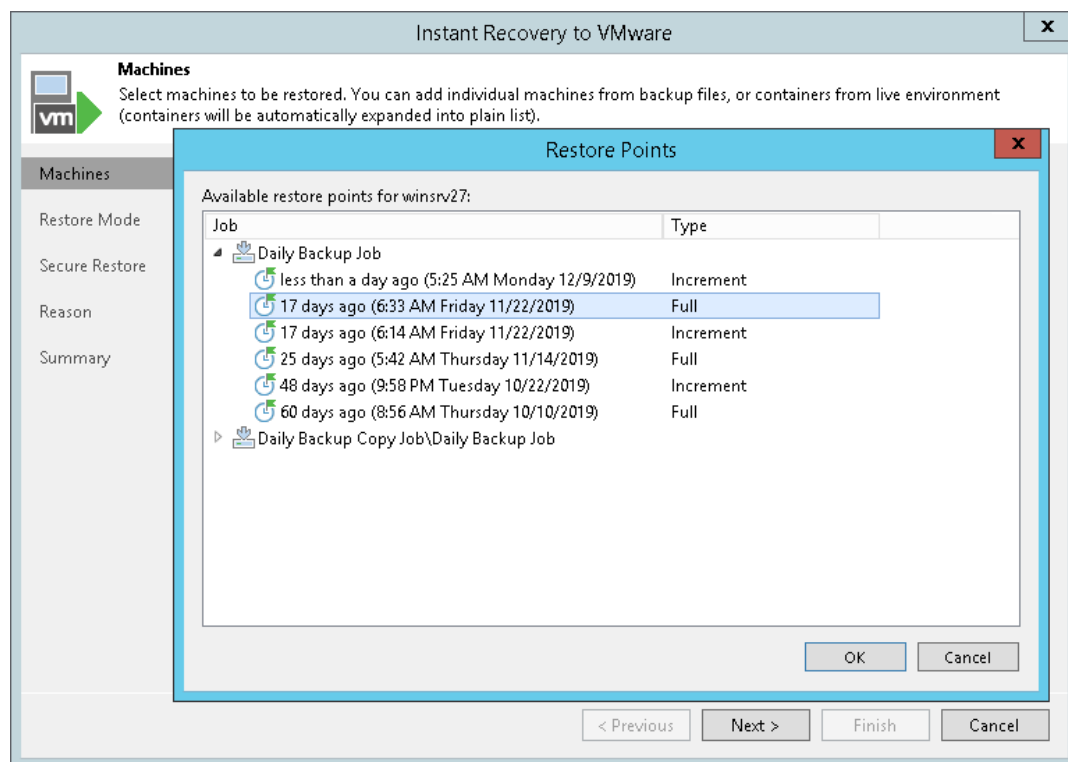 Instant Recovery to VMware
x
Machines
Select machines to be restored. You can add individual machines from backup files, or containers from live environment
(containers will be automatically expanded into plain list).
vm
Restore Points
x
Machines
Restore Mode
Secure Restore
Reason
Summary
Available restore points for winsrv27:
Job Type
Daily Backup Job
less than a day ago (5:25 AM Monday 12/9/2019) Increment
17 days ago (6:33 AM Friday 11/22/2019) Full
17 days ago (6:14 AM Friday 11/22/2019) Increment
25 days ago (5:42 AM Thursday 11/14/2019) Full
48 days ago (9:58 PM Tuesday 10/22/2019) Increment
60 days ago (8:56 AM Thursday 10/10/2019) Full
Daily Backup Copy Job\Daily Backup Job
OK Cancel
< Previous Next > Finish Cancel